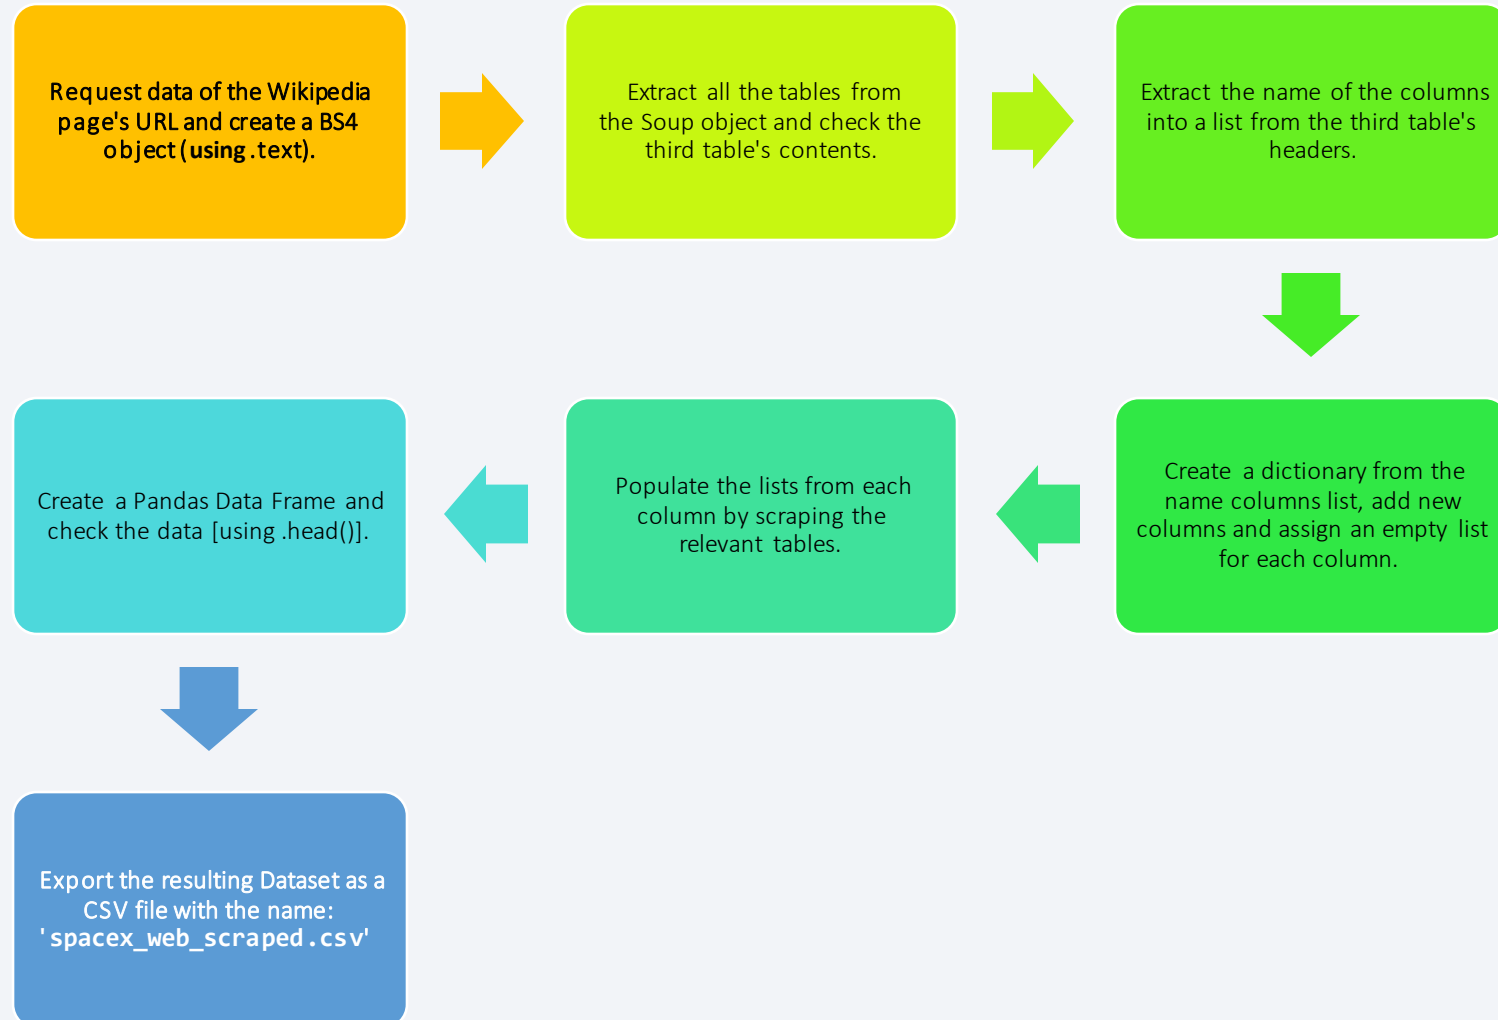 Request data of the Wikipedia
page's URL and create a BS4
object (using .text).
Extract all the tables from
the Soup object and check the
third table's contents.
Extract the name of the columns
into a list from the third table's
headers.
Create a dictionary from the
name columns list, add new
columns and assign an empty list
for each column.
Populate the lists from each
column by scraping the
relevant tables.
Create a Pandas Data Frame and
check the data [using .head()].
Export the resulting Dataset as a
CSV file with the name:
'spacex_web_scraped.csv'